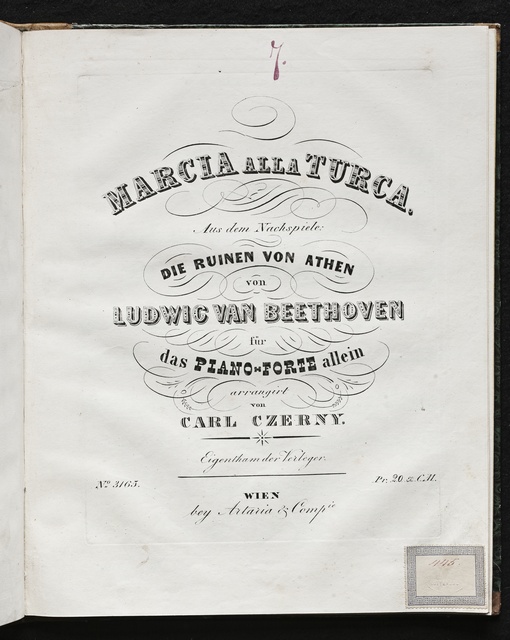 7.
MARCIA ALLA TURCA.
Aus dem Nachspiele:
DIE RUINEN VON ATHEN
von
LUDWIG VAN BEETHOVEN
für
das PIANO=FORTE allein
arrangirt
von
CARL CZERNY.
Eigenthum der Verleger.
No 3165. Pr. 20 x C.M.
WIEN
bey Artaria & Compie